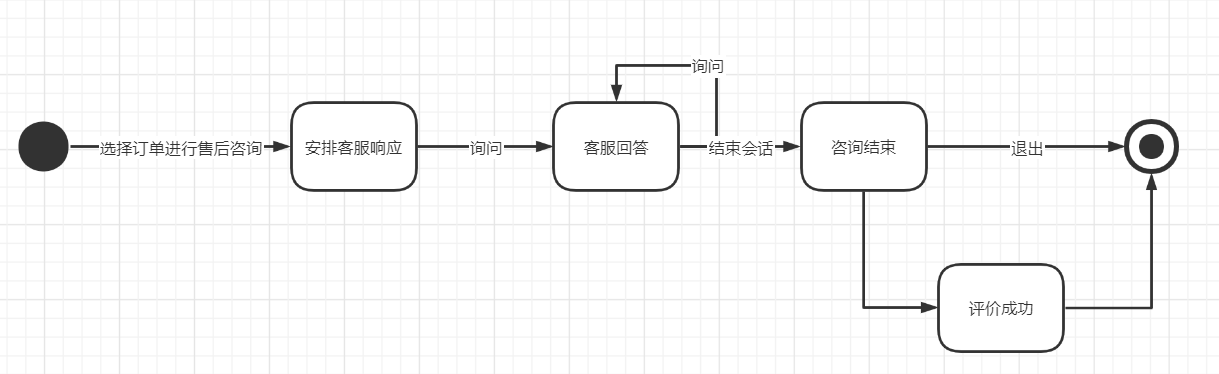 询问
选择订单进行售后咨询
安排客服响应
询问
客服回答
结束会话
咨询结束
退出
评价成功